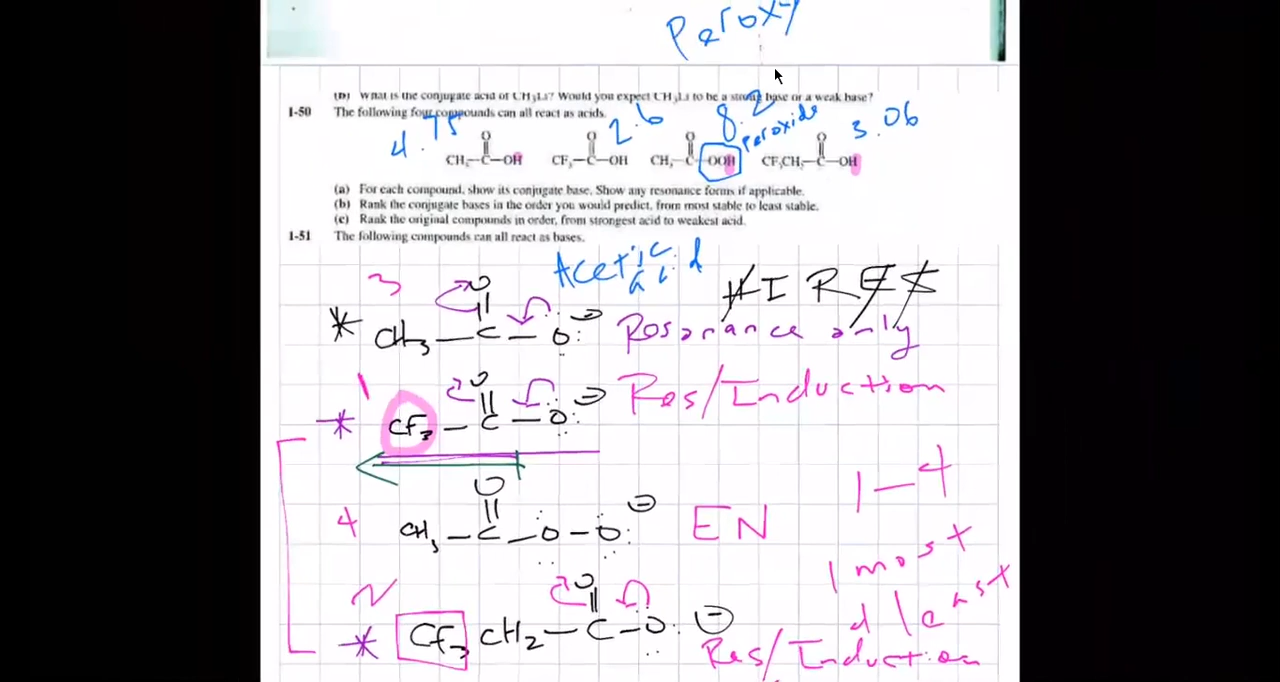 Peroxy
(b) What is the conjugate acid of CH3Li? Would you expect CH3Li to be a strong base or a weak base?
1-50 The following four compounds can all react as acids.
4.75 2.6 8.2 Peroxide 3.06
O O O O
CH3—C—OH CF3—C—OH CH3—C—OOH CF3CH2—C—OH
(a) For each compound, show its conjugate base. Show any resonance forms if applicable.
(b) Rank the conjugate bases in the order you would predict, from most stable to least stable.
(c) Rank the original compounds in order, from strongest acid to weakest acid.
1-51 The following compounds can all react as bases.
Acetic
HIRES
3 O
CH3—C—O:⊖ Resonance only
1 O
CF3—C—O:⊖ Res/Induction
1-4
4 O
CH3—C—O—O:⊖ EN
1 most
4 least
2 O
CF3CH2—C—O:⊖
Res/Induction